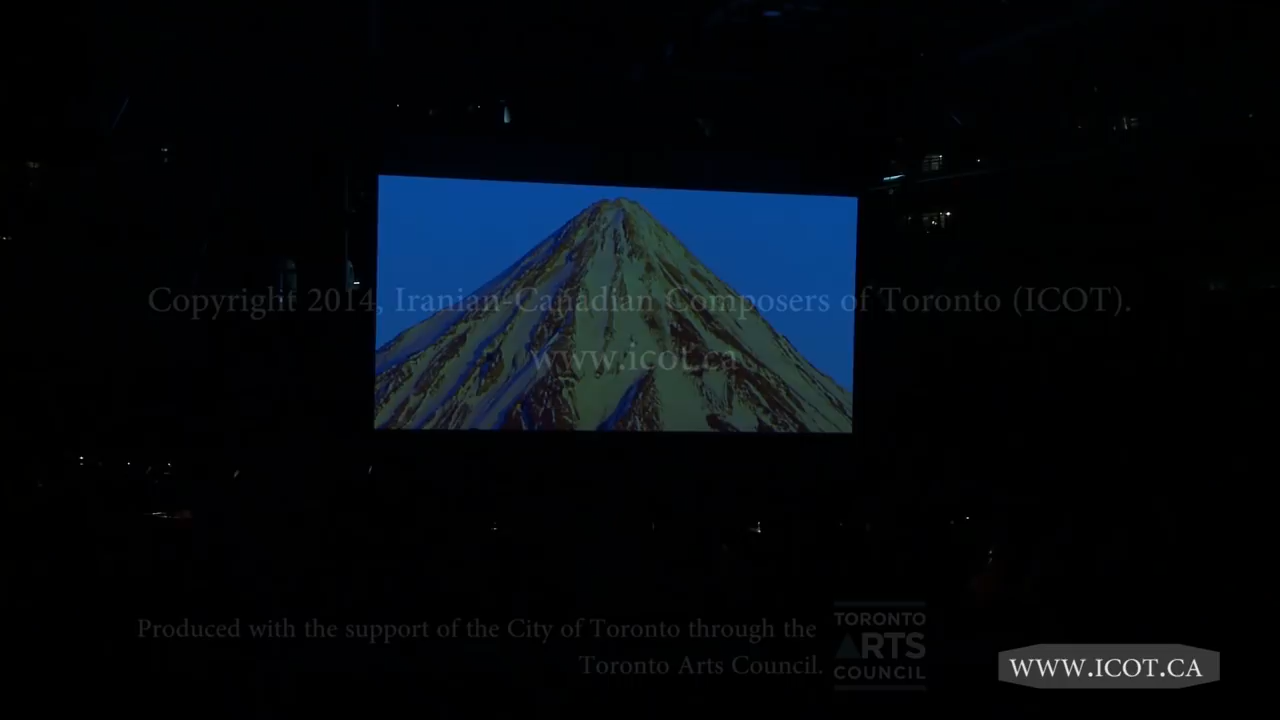 Copyright 2014, Iranian-Canadian Composers of Toronto (ICOT).
www.icot.ca
Produced with the support of the City of Toronto through the
Toronto Arts Council.
TORONTO
ARTS
COUNCIL
WWW.ICOT.CA